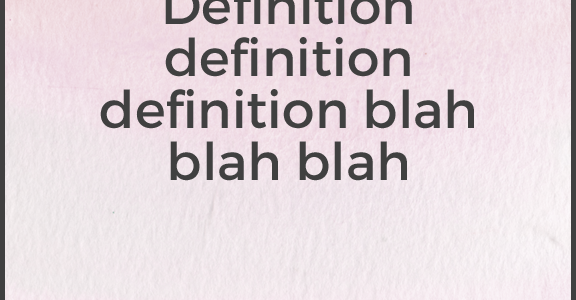 Definition
definition
definition blah
blah blah